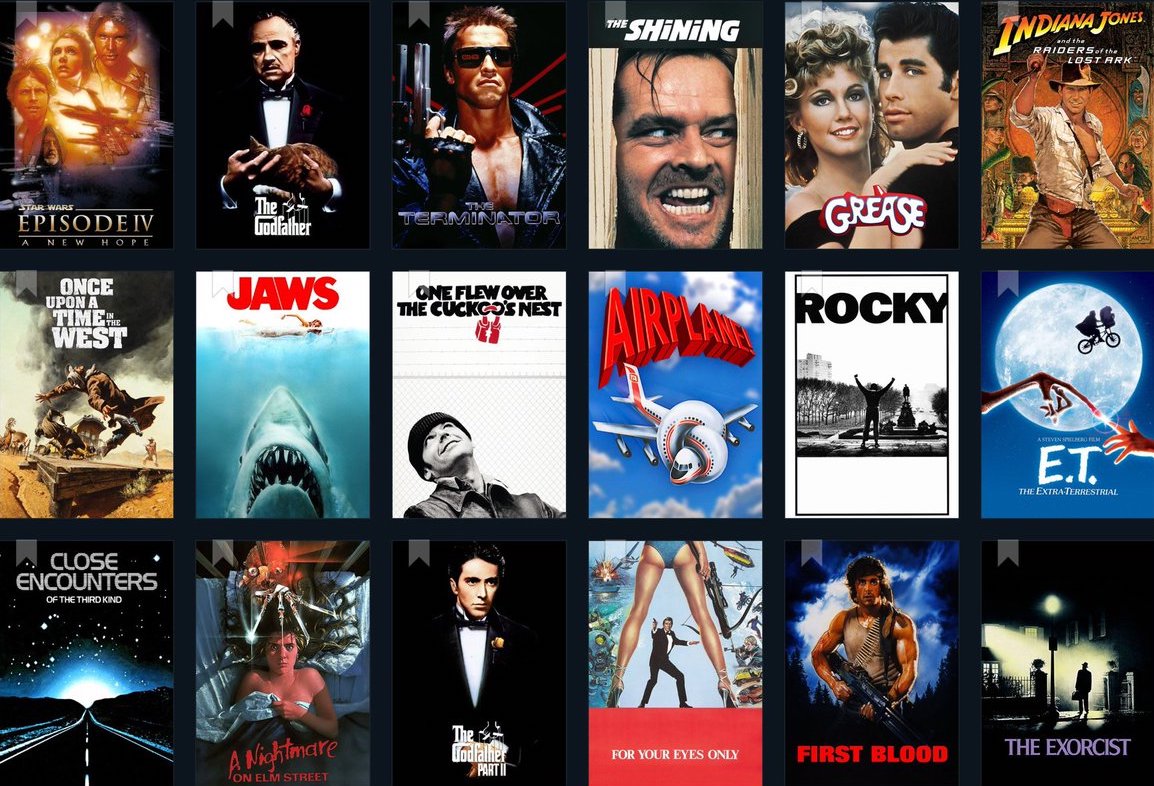 STAR WARS
EPISODE IV
A NEW HOPE
The
Godfather
THE
TERMINATOR
THE SHiNiNG
GREASE
INDIANA JONES
and the
RAIDERS of the
LOST ARK
ONCE
UPON A
TIME IN THE
WEST
JAWS
ONE FLEW OVER
THE CUCKOO'S NEST
AIRPLANE!
ROCKY
A STEVEN SPIELBERG FILM
E.T.
THE EXTRA-TERRESTRIAL
CLOSE
ENCOUNTERS
OF THE THIRD KIND
A Nightmare
ON ELM STREET
The
Godfather
PART II
FOR YOUR EYES ONLY
FIRST BLOOD
THE EXORCIST